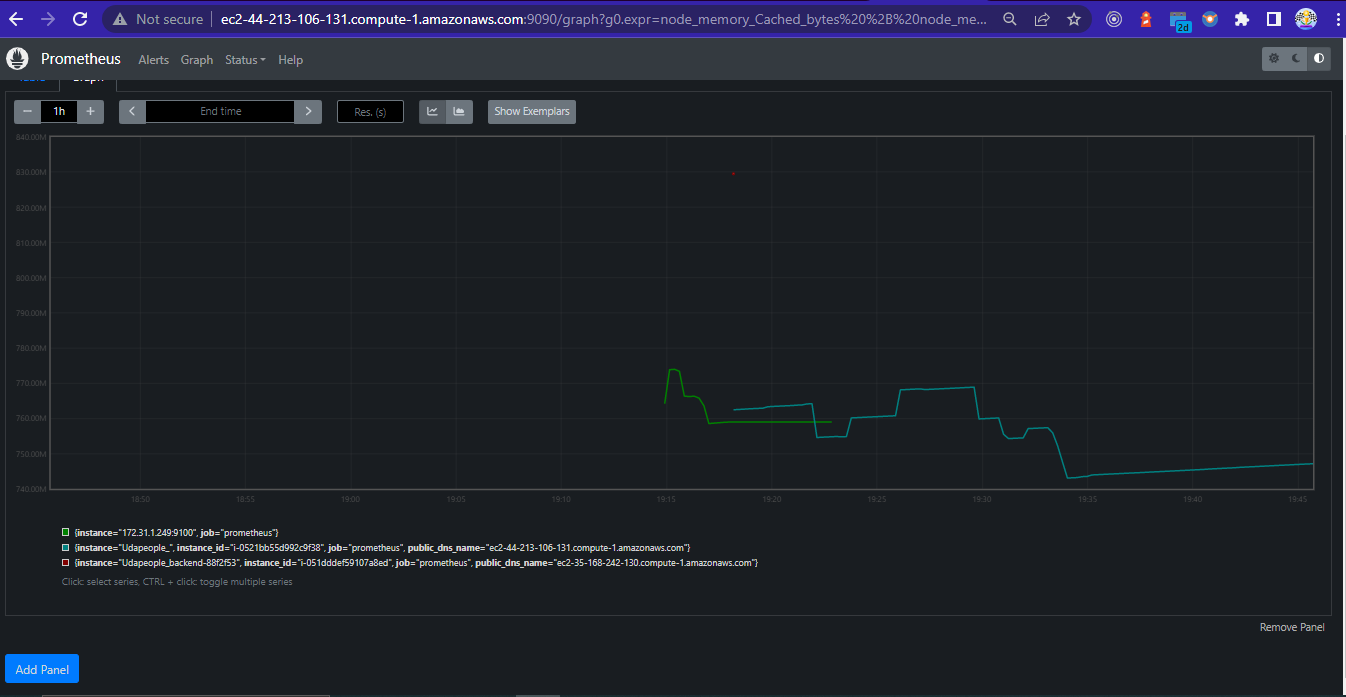 Not secure ec2-44-213-106-131.compute-1.amazonaws.com:9090/graph?g0.expr=node_memory_Cached_bytes%20%2B%20node_me...
2d
Prometheus Alerts Graph Status Help
Table Graph
− 1h + < End time > Res. (s) Show Exemplars
840.00M
830.00M
820.00M
810.00M
800.00M
790.00M
780.00M
770.00M
760.00M
750.00M
740.00M
18:50 18:55 19:00 19:05 19:10 19:15 19:20 19:25 19:30 19:35 19:40 19:45
{instance="172.31.1.249:9100", job="prometheus"}
{instance="Udapeople_", instance_id="i-0521bb55d992c9f38", job="prometheus", public_dns_name="ec2-44-213-106-131.compute-1.amazonaws.com"}
{instance="Udapeople_backend-88f2f53", instance_id="i-051dddef59107a8ed", job="prometheus", public_dns_name="ec2-35-168-242-130.compute-1.amazonaws.com"}
Click: select series, CTRL + click: toggle multiple series
Remove Panel
Add Panel